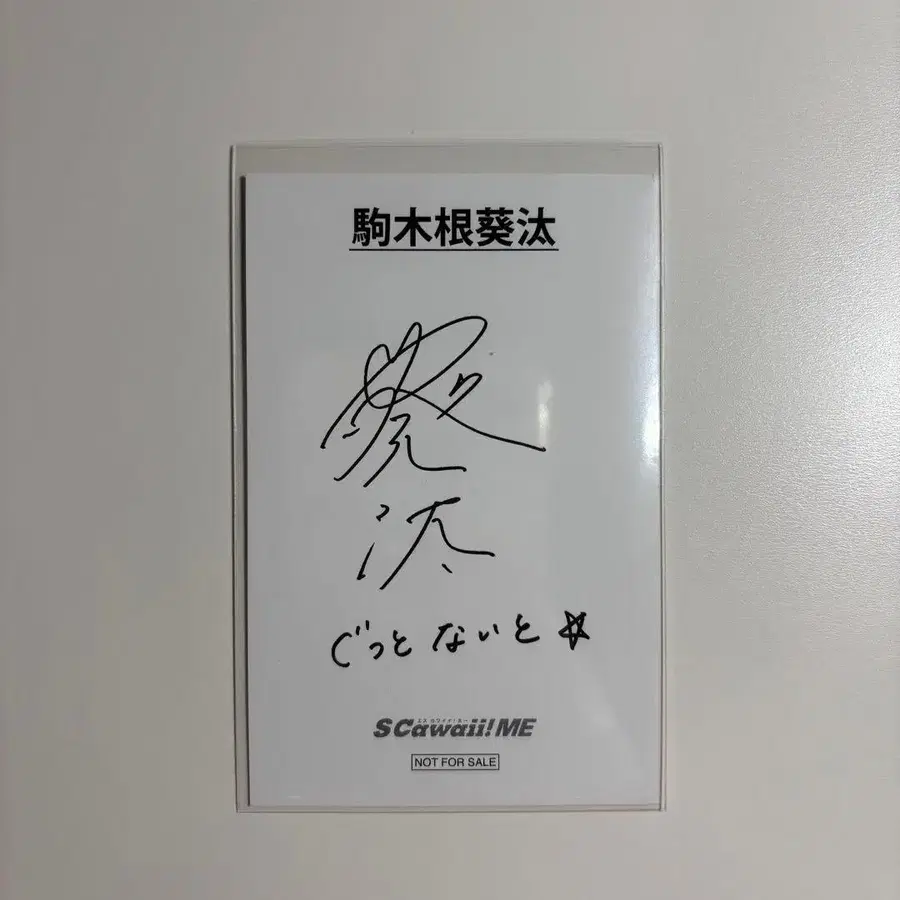 駒木根葵汰
葵
汰
ぐっとないと☆
エス カワイイ! ミー
S Cawaii! ME
NOT FOR SALE